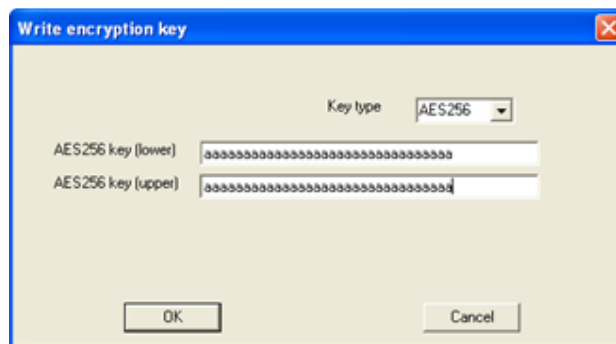 Write encryption key
Key type AES256
AES256 key (lower) aaaaaaaaaaaaaaaaaaaaaaaaaaaaaaaa
AES256 key (upper) aaaaaaaaaaaaaaaaaaaaaaaaaaaaaaaa
OK Cancel